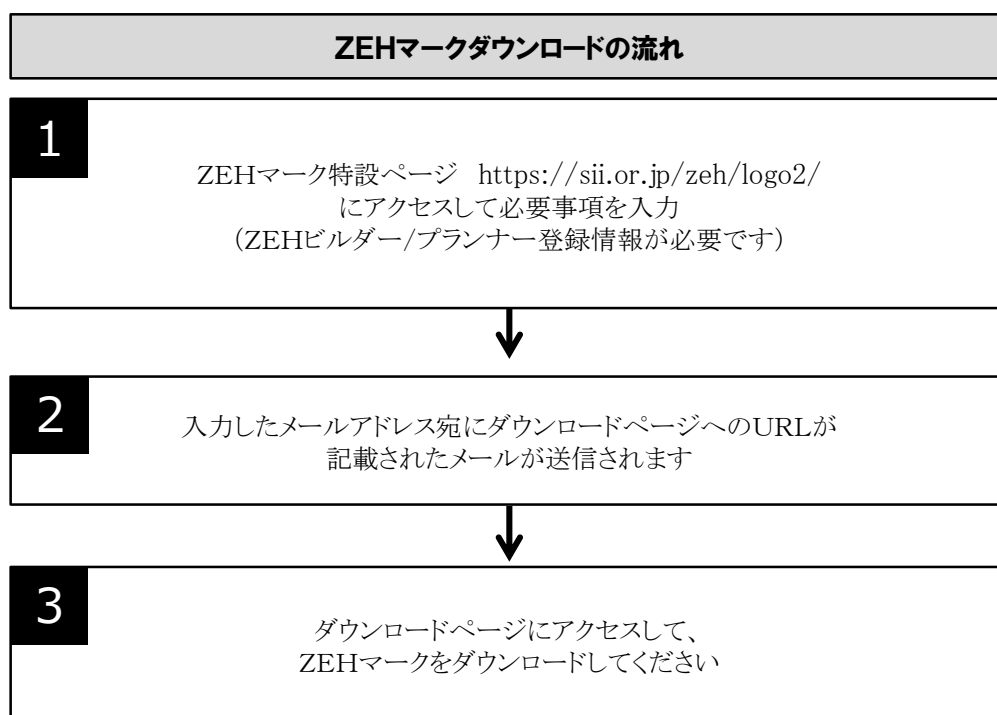 ZEHマークダウンロードの流れ
1
ZEHマーク特設ページ　https://sii.or.jp/zeh/logo2/
にアクセスして必要事項を入力
（ZEHビルダー/プランナー登録情報が必要です）
2
入力したメールアドレス宛にダウンロードページへのURLが
記載されたメールが送信されます
3
ダウンロードページにアクセスして、
ZEHマークをダウンロードしてください